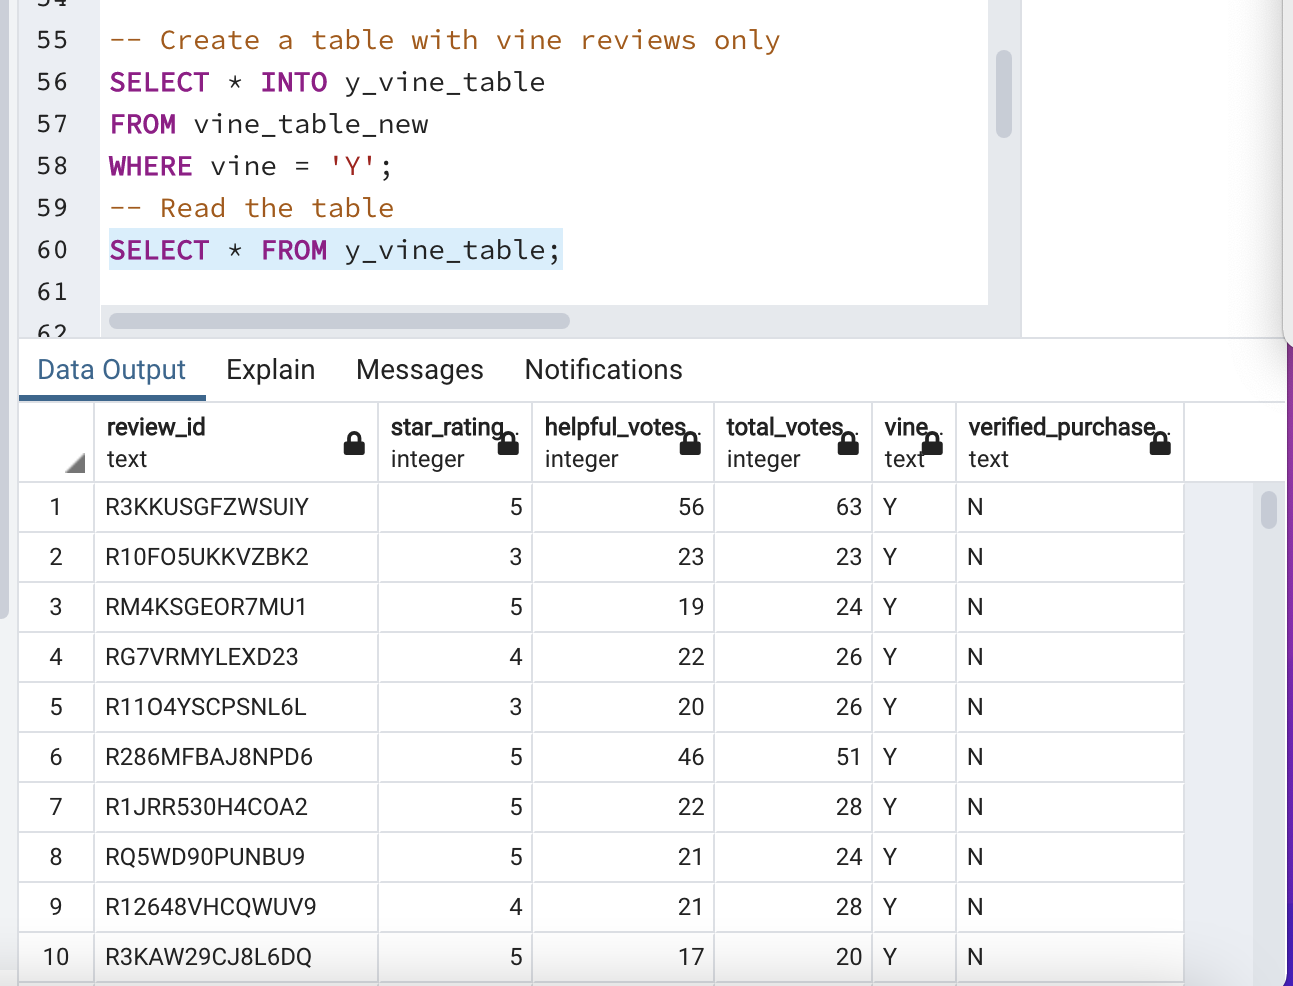 54
55 -- Create a table with vine reviews only
56 SELECT * INTO y_vine_table
57 FROM vine_table_new
58 WHERE vine = 'Y';
59 -- Read the table
60 SELECT * FROM y_vine_table;
61
62
Data Output Explain Messages Notifications
review_id star_rating helpful_votes total_votes vine verified_purchase
text integer integer integer text text
1 R3KKUSGFZWSUIY 5 56 63 Y N
2 R10FO5UKKVZBK2 3 23 23 Y N
3 RM4KSGEOR7MU1 5 19 24 Y N
4 RG7VRMYLEXD23 4 22 26 Y N
5 R11O4YSCPSNL6L 3 20 26 Y N
6 R286MFBAJ8NPD6 5 46 51 Y N
7 R1JRR530H4COA2 5 22 28 Y N
8 RQ5WD90PUNBU9 5 21 24 Y N
9 R12648VHCQWUV9 4 21 28 Y N
10 R3KAW29CJ8L6DQ 5 17 20 Y N